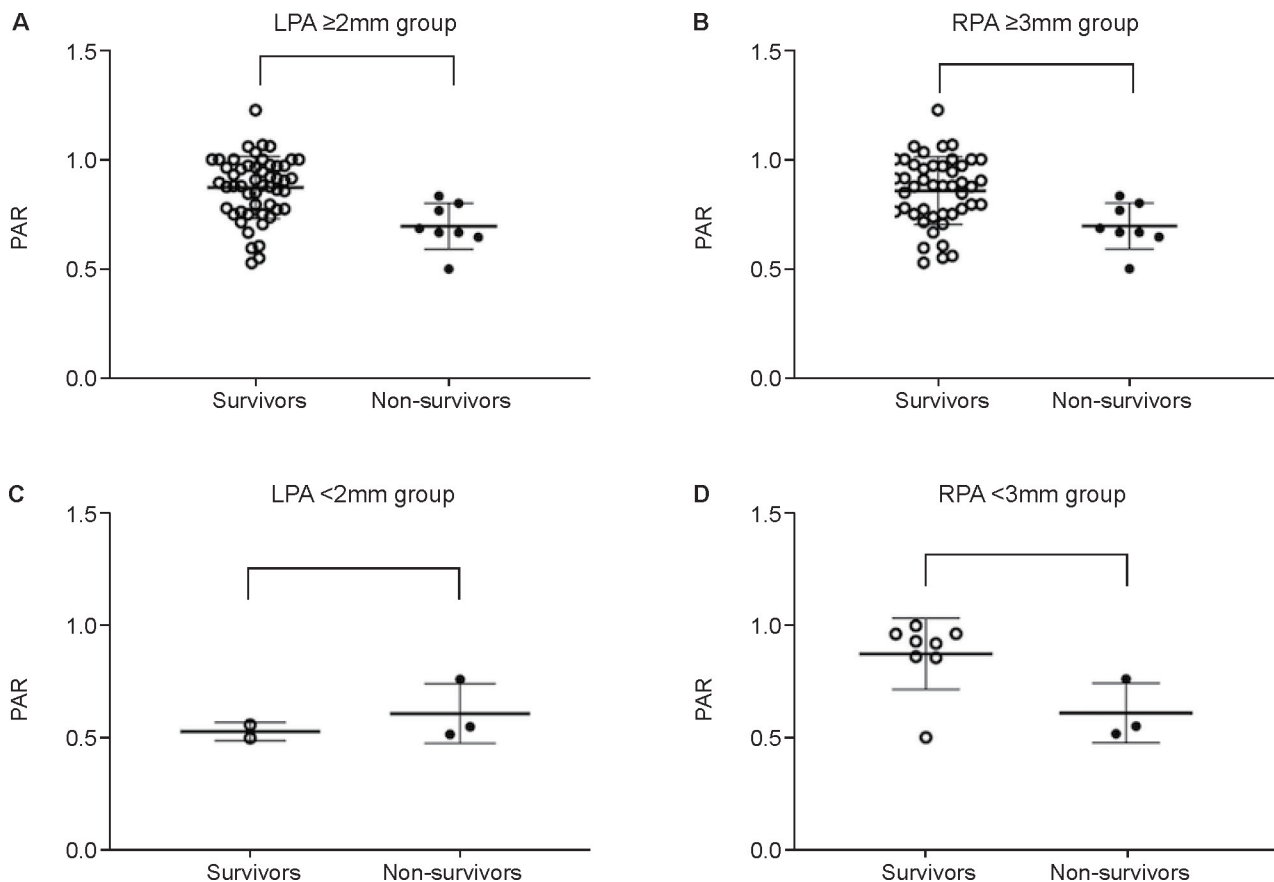 A
LPA ≥2mm group
1.5
1.0
0.5
0.0
PAR
Survivors
Non-survivors
B
RPA ≥3mm group
1.5
1.0
0.5
0.0
PAR
Survivors
Non-survivors
C
LPA <2mm group
1.5
1.0
0.5
0.0
PAR
Survivors
Non-survivors
D
RPA <3mm group
1.5
1.0
0.5
0.0
PAR
Survivors
Non-survivors